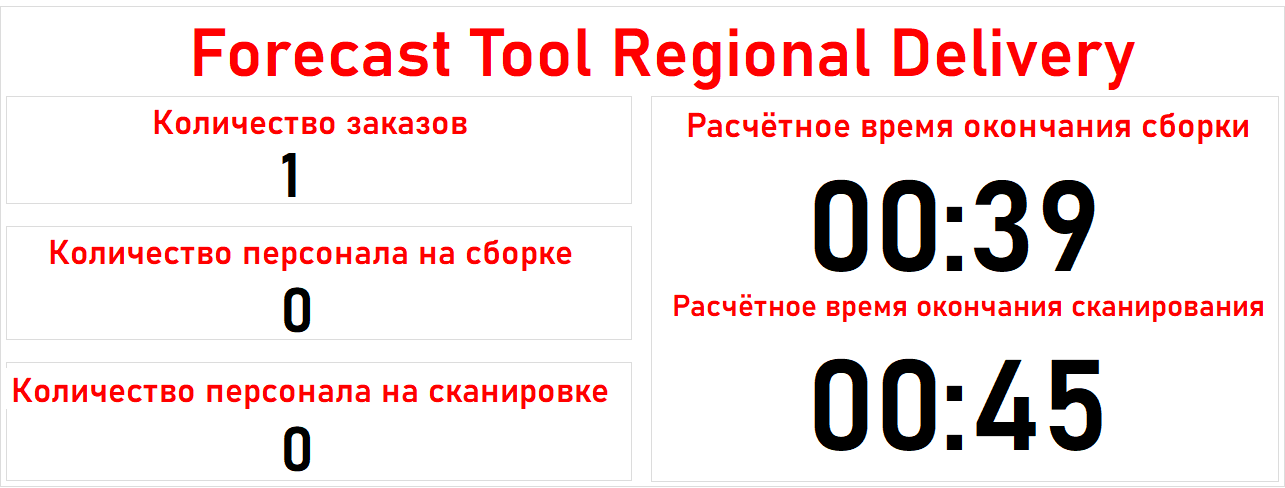 Forecast Tool Regional Delivery
Количество заказов
1
Количество персонала на сборке
0
Количество персонала на сканировке
0
Расчётное время окончания сборки
00:39
Расчётное время окончания сканирования
00:45